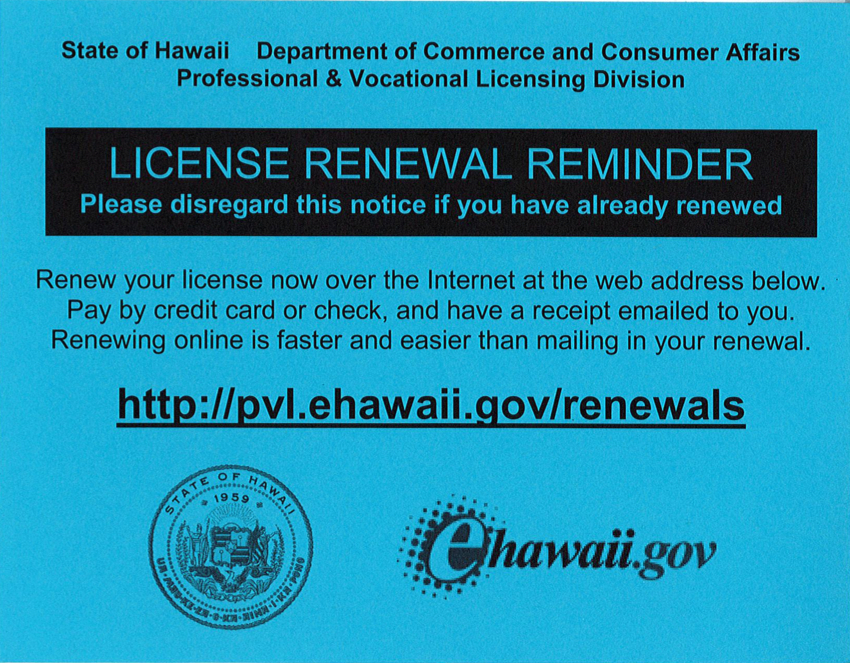 State of Hawaii Department of Commerce and Consumer Affairs
Professional & Vocational Licensing Division
LICENSE RENEWAL REMINDER
Please disregard this notice if you have already renewed
Renew your license now over the Internet at the web address below.
Pay by credit card or check, and have a receipt emailed to you.
Renewing online is faster and easier than mailing in your renewal.
http://pvl.ehawaii.gov/renewals
STATE OF HAWAII
1959
ehawaii.gov